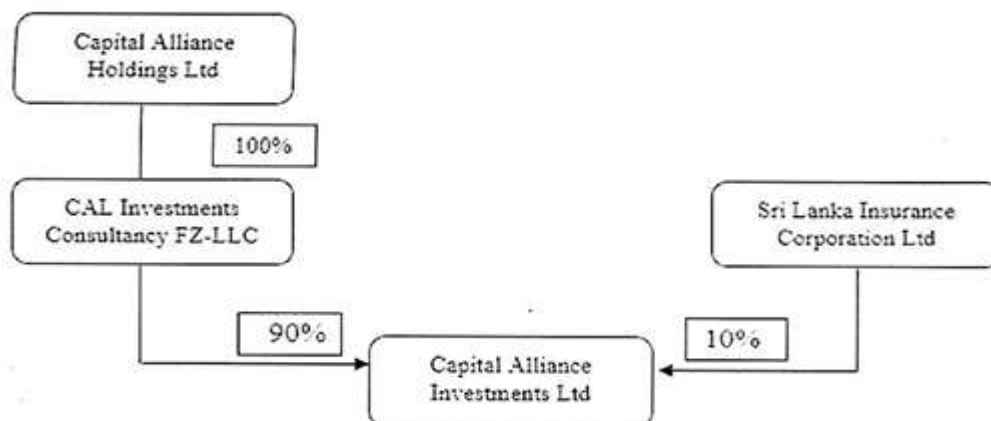 Capital Alliance
Holdings Ltd
100%
CAL Investments
Consultancy FZ-LLC
Sri Lanka Insurance
Corporation Ltd
90%
10%
Capital Alliance
Investments Ltd